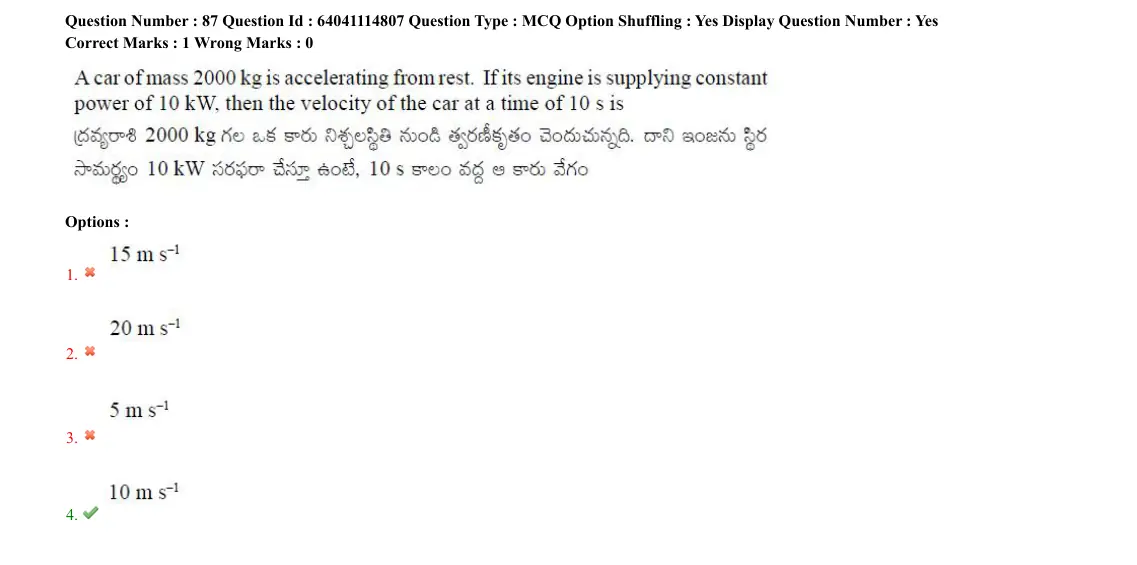 Question Number : 87 Question Id : 64041114807 Question Type : MCQ Option Shuffling : Yes Display Question Number : Yes
Correct Marks : 1 Wrong Marks : 0
A car of mass 2000 kg is accelerating from rest. If its engine is supplying constant
power of 10 kW, then the velocity of the car at a time of 10 s is
ద్రవ్యరాశి 2000 kg గల ఒక కారు నిశ్చలస్థితి నుండి త్వరణీకృతం చెందుచున్నది. దాని ఇంజను స్థిర
సామర్థ్యం 10 kW సరఫరా చేస్తూ ఉంటే, 10 s కాలం వద్ద ఆ కారు వేగం
Options :
15 m s⁻¹
1.
20 m s⁻¹
2.
5 m s⁻¹
3.
10 m s⁻¹
4.